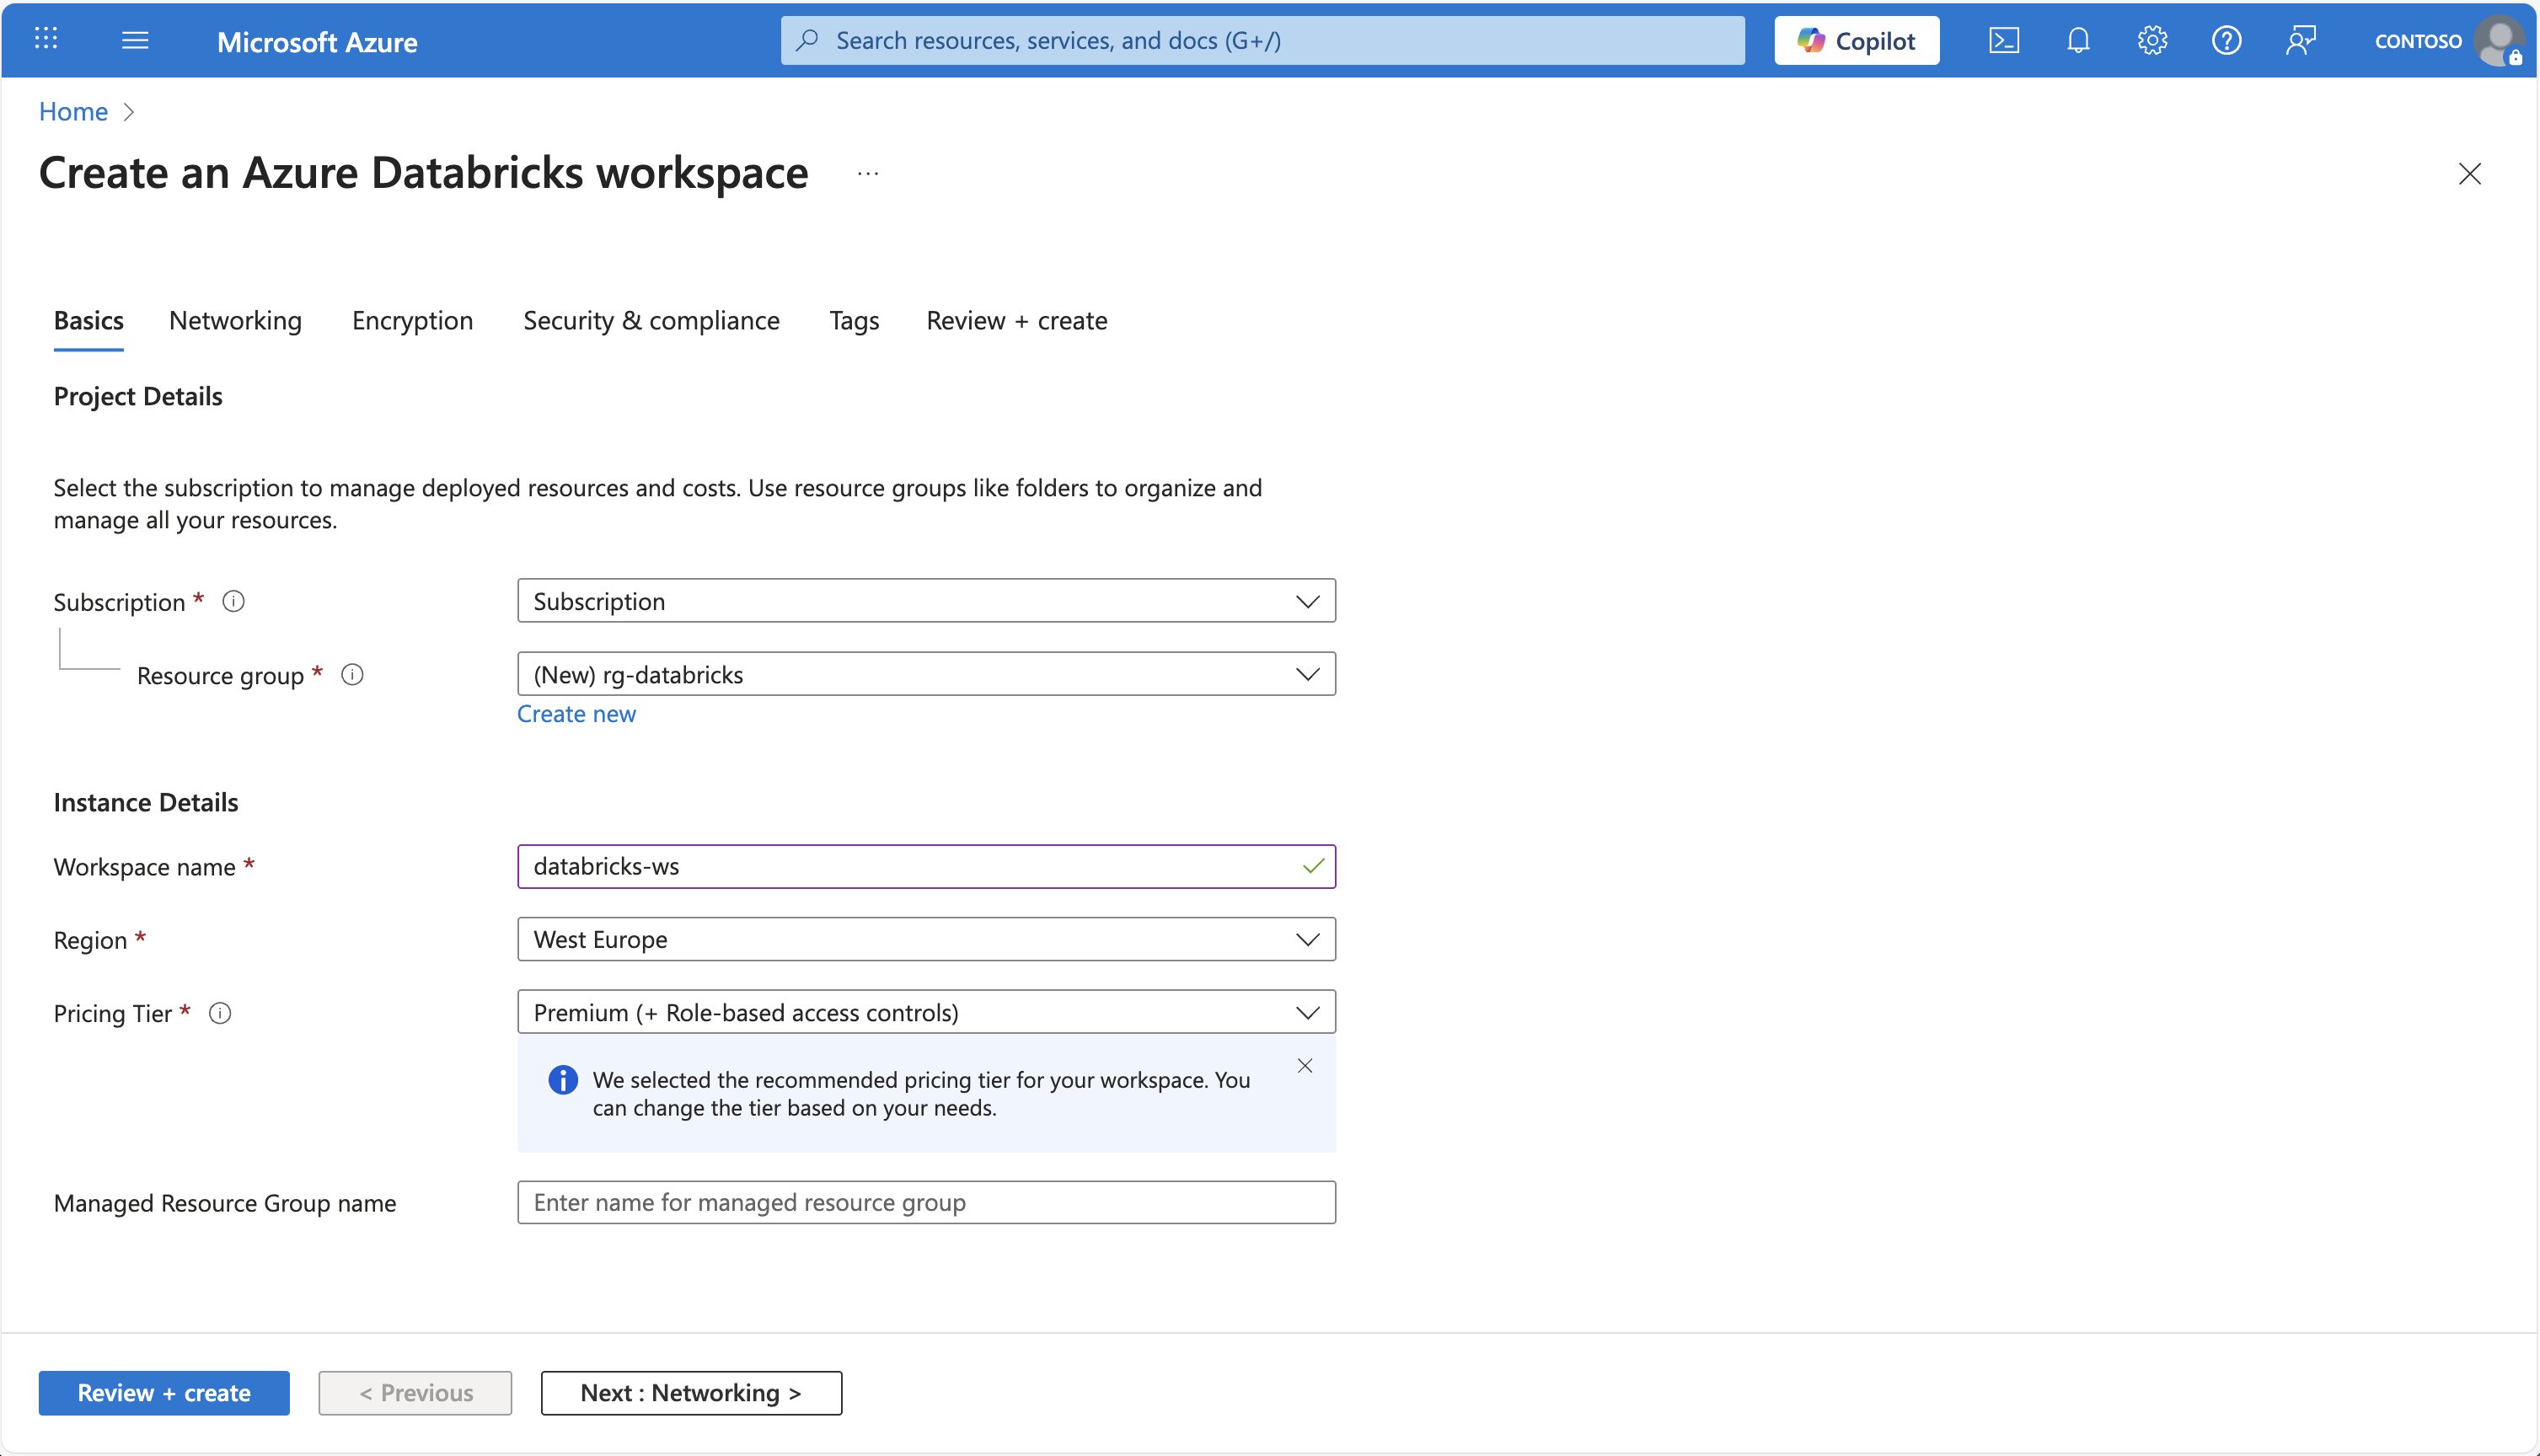 Microsoft Azure
Search resources, services, and docs (G+/)
Copilot
CONTOSO
Home
Create an Azure Databricks workspace
Basics
Networking
Encryption
Security & compliance
Tags
Review + create
Project Details
Select the subscription to manage deployed resources and costs. Use resource groups like folders to organize and
manage all your resources.
Subscription *
Subscription
Resource group *
(New) rg-databricks
Create new
Instance Details
Workspace name *
databricks-ws
Region *
West Europe
Pricing Tier *
Premium (+ Role-based access controls)
We selected the recommended pricing tier for your workspace. You
can change the tier based on your needs.
Managed Resource Group name
Enter name for managed resource group
Review + create
< Previous
Next : Networking >